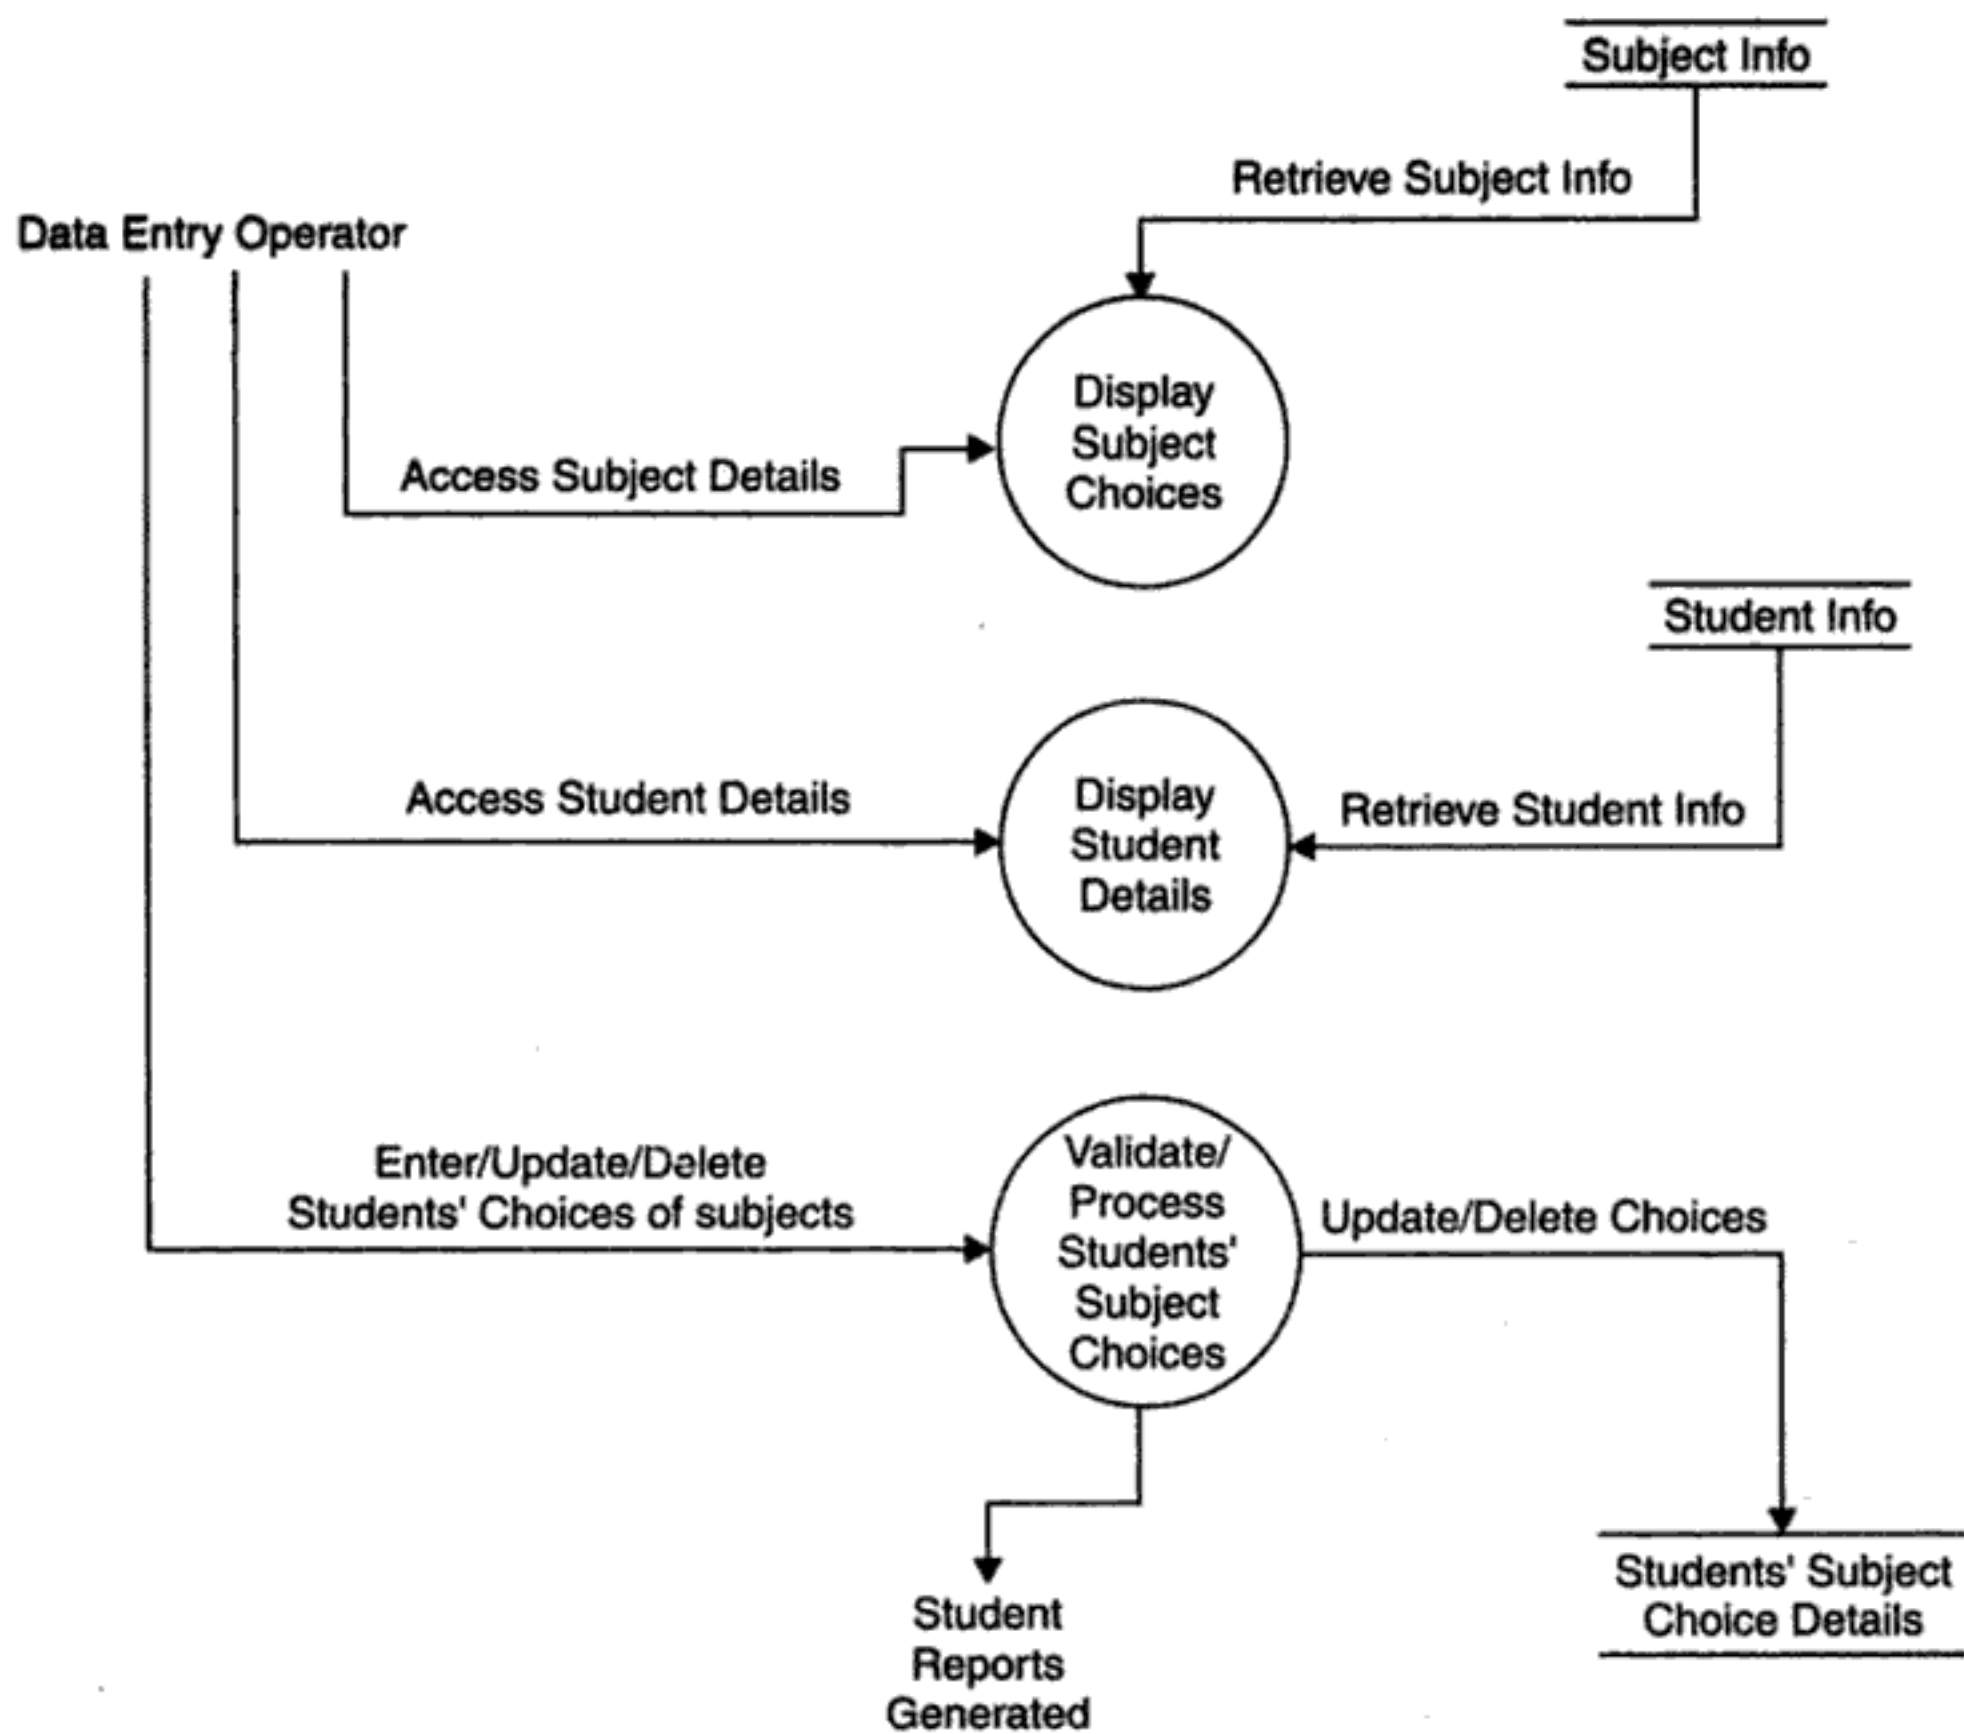 Subject Info
Retrieve Subject Info
Data Entry Operator
Display
Subject
Choices
Access Subject Details
Student Info
Access Student Details
Display
Student
Details
Retrieve Student Info
Enter/Update/Delete
Students' Choices of subjects
Validate/
Process
Students'
Subject
Choices
Update/Delete Choices
Student
Reports
Generated
Students' Subject
Choice Details